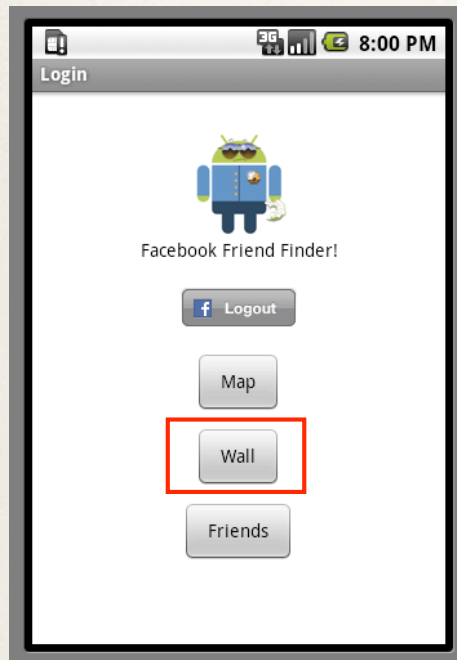 3G 8:00 PM
Login
Facebook Friend Finder!
f Logout
Map
Wall
Friends